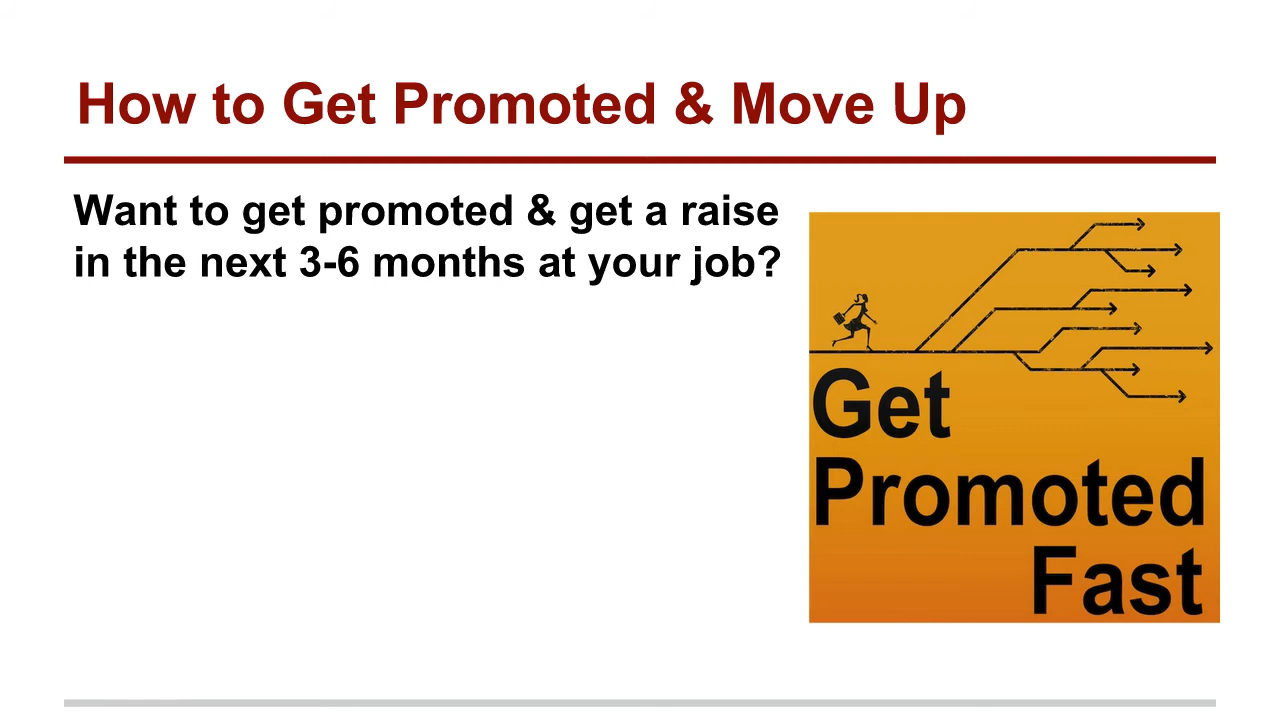 How to Get Promoted & Move Up
Want to get promoted & get a raise
in the next 3-6 months at your job?
Get
Promoted
Fast